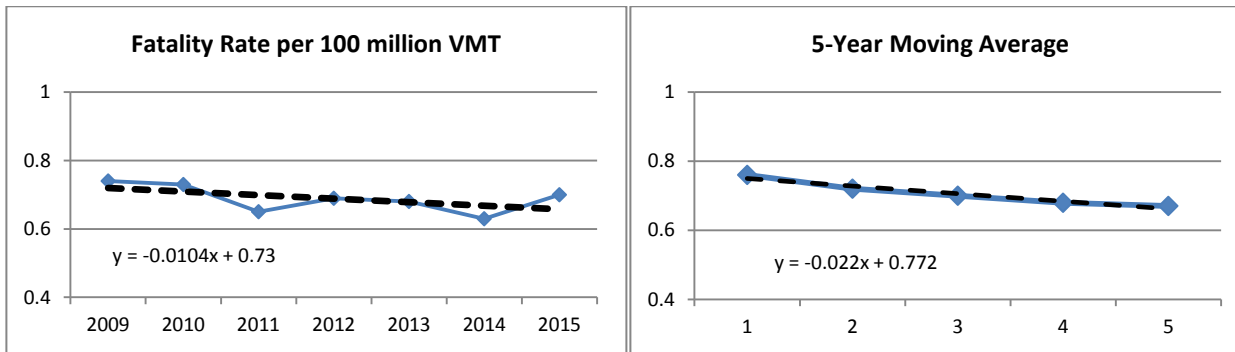 Fatality Rate per 100 million VMT
1
0.8
0.6
0.4
y = -0.0104x + 0.73
2009 2010 2011 2012 2013 2014 2015
5-Year Moving Average
1
0.8
0.6
0.4
y = -0.022x + 0.772
1 2 3 4 5